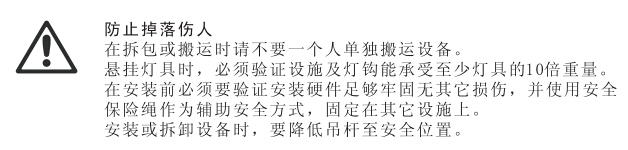 防止掉落伤人
在拆包或搬运时请不要一个人单独搬运设备。
悬挂灯具时，必须验证设施及灯钩能承受至少灯具的10倍重量。
在安装前必须要验证安装硬件足够牢固无其它损伤，并使用安全
保险绳作为辅助安全方式，固定在其它设施上。
安装或拆卸设备时，要降低吊杆至安全位置。